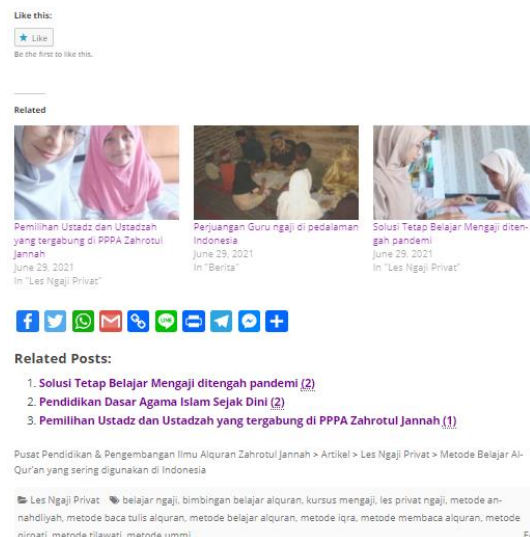 Like this:
Like
Be the first to like this.
Related
Pemilihan Ustadz dan Ustadzah
yang tergabung di PPPA Zahrotul
Jannah
June 29, 2021
In "Les Ngaji Privat"
Perjuangan Guru ngaji di pedalaman
Indonesia
June 29, 2021
In "Berita"
Solusi Tetap Belajar Mengaji diten-
gah pandemi
June 29, 2021
In "Les Ngaji Privat"
LINE
Related Posts:
1. Solusi Tetap Belajar Mengaji ditengah pandemi (2)
2. Pendidikan Dasar Agama Islam Sejak Dini (2)
3. Pemilihan Ustadz dan Ustadzah yang tergabung di PPPA Zahrotul Jannah (1)
Pusat Pendidikan & Pengembangan Ilmu Alquran Zahrotul Jannah > Artikel > Les Ngaji Privat > Metode Belajar Al-
Qur'an yang sering digunakan di Indonesia
Les Ngaji Privat belajar ngaji, bimbingan belajar alquran, kursus mengaji, les privat ngaji, metode an-
nahdliyah, metode baca tulis alquran, metode belajar alquran, metode iqra, metode membaca alquran, metode
qiroati, metode tilawati, metode ummi